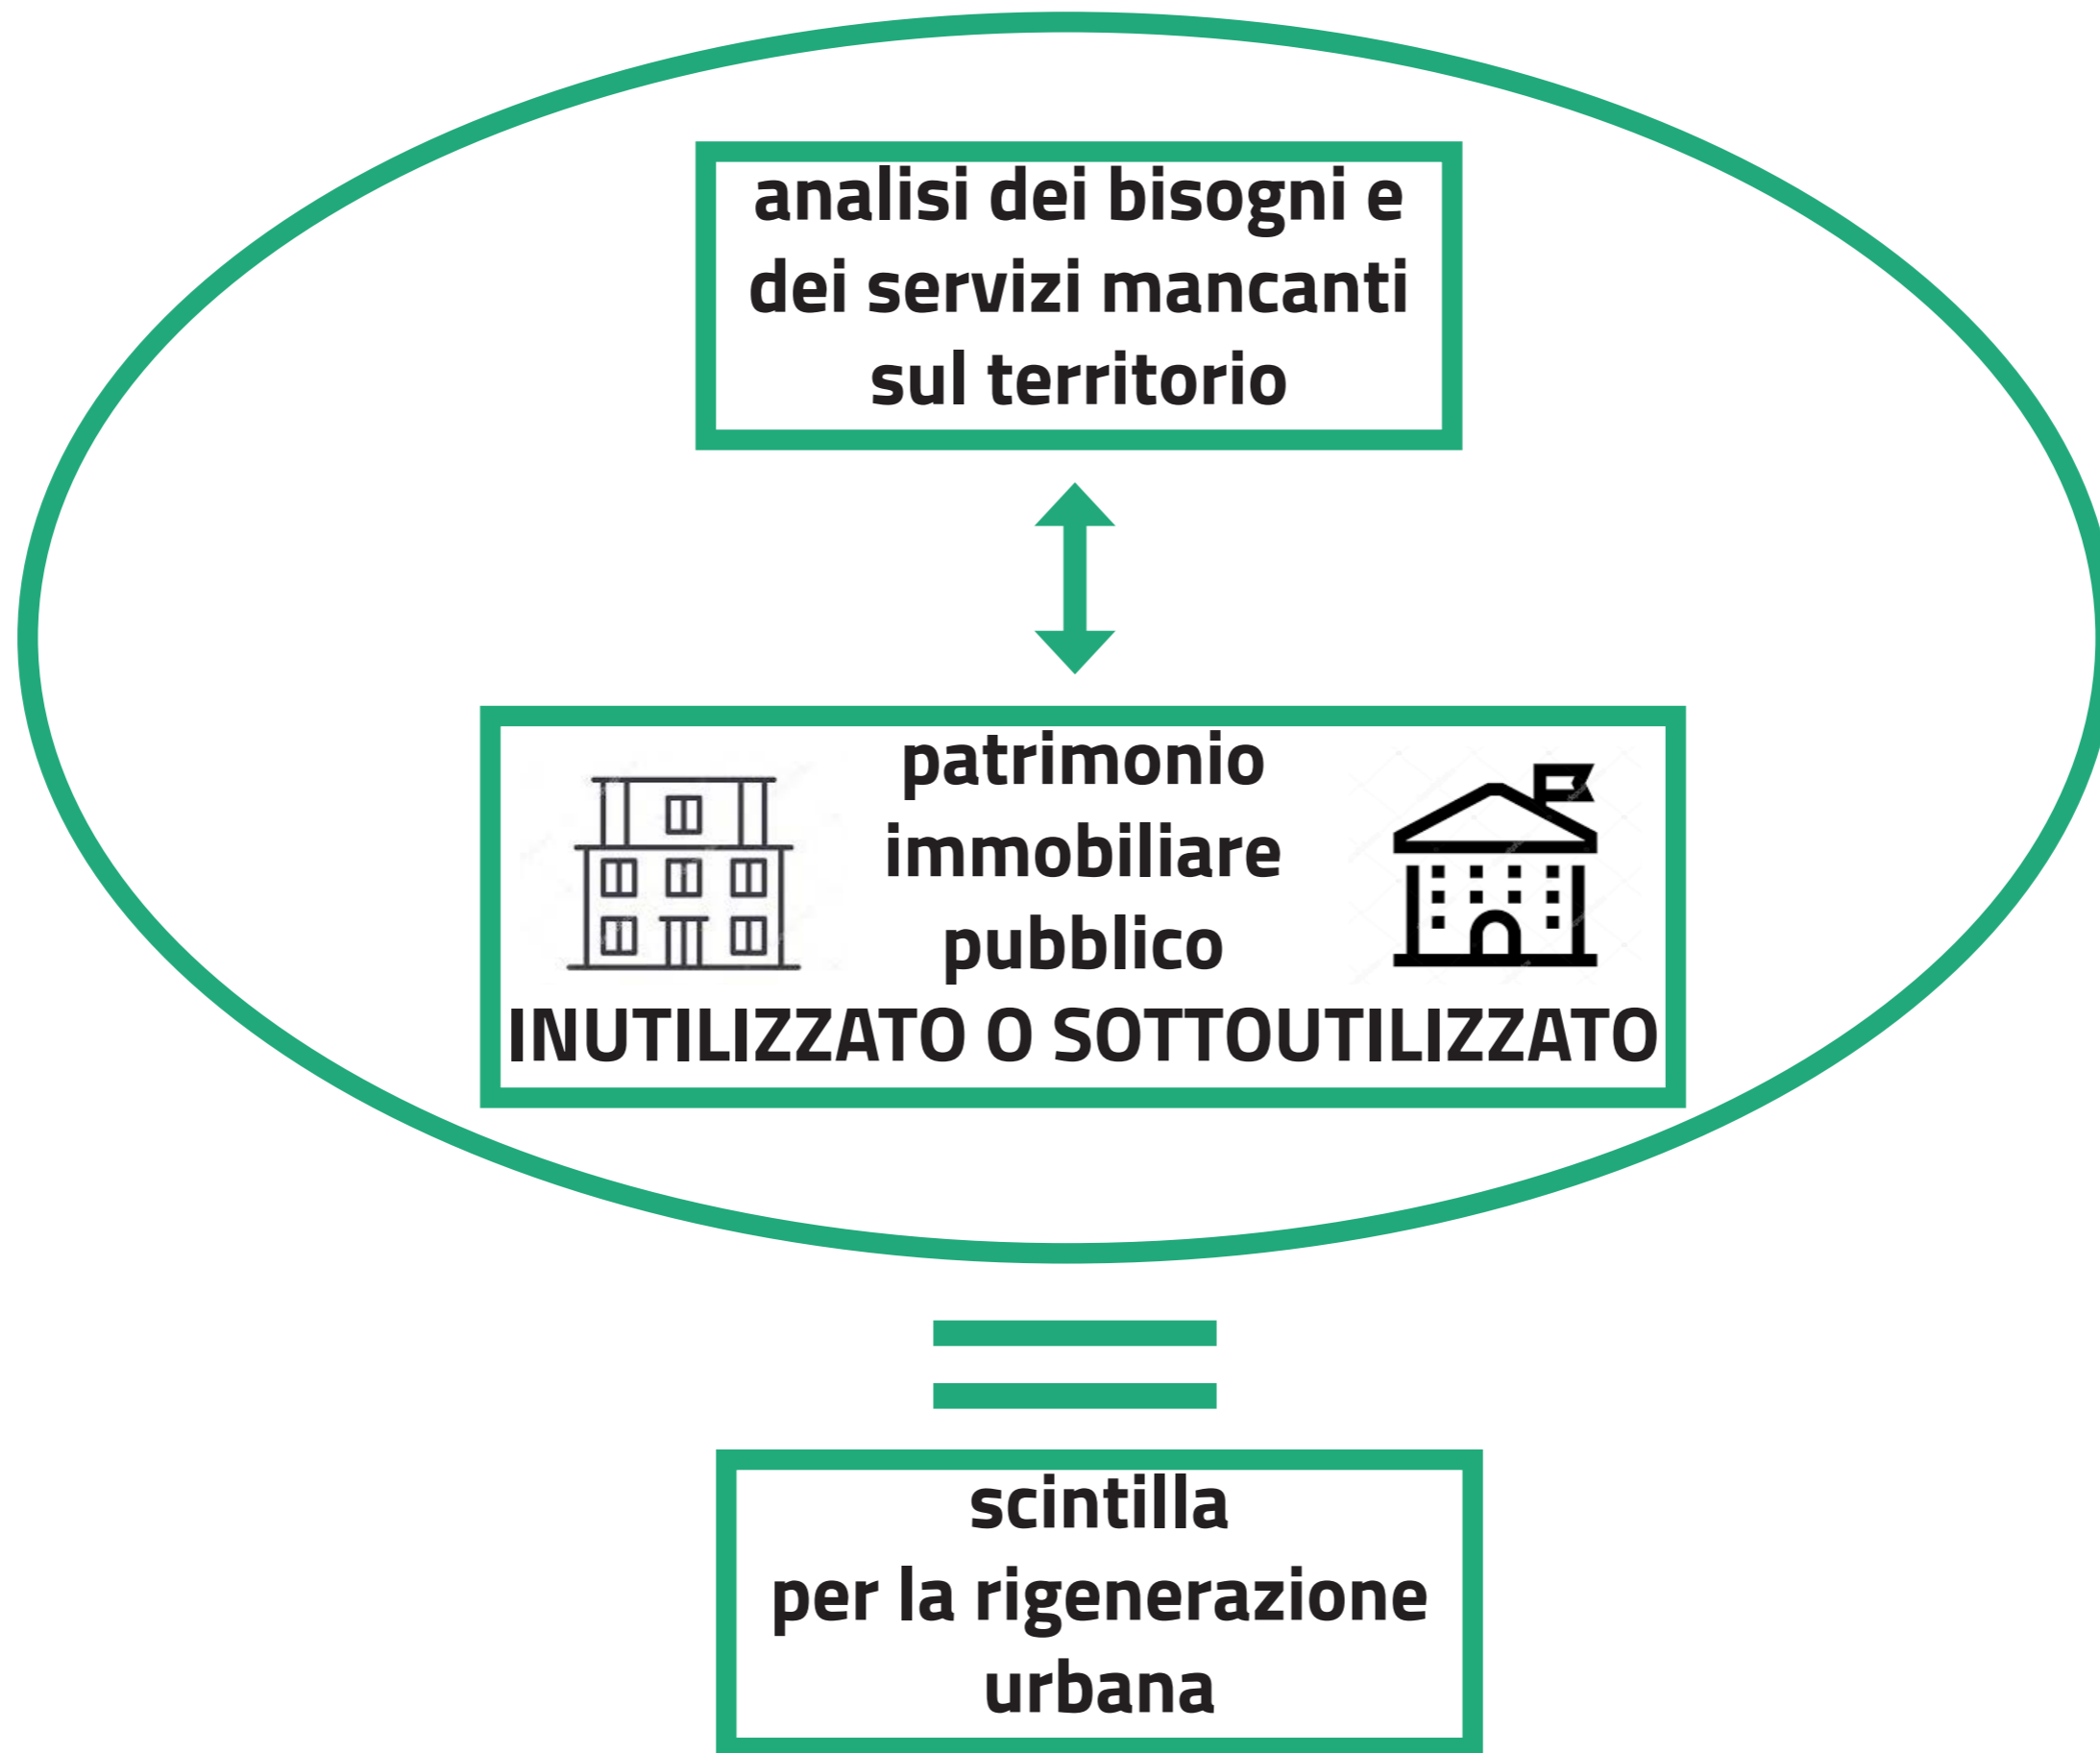 analisi dei bisogni e
dei servizi mancanti
sul territorio
patrimonio
immobiliare
pubblico
INUTILIZZATO O SOTTOUTILIZZATO
scintilla
per la rigenerazione
urbana